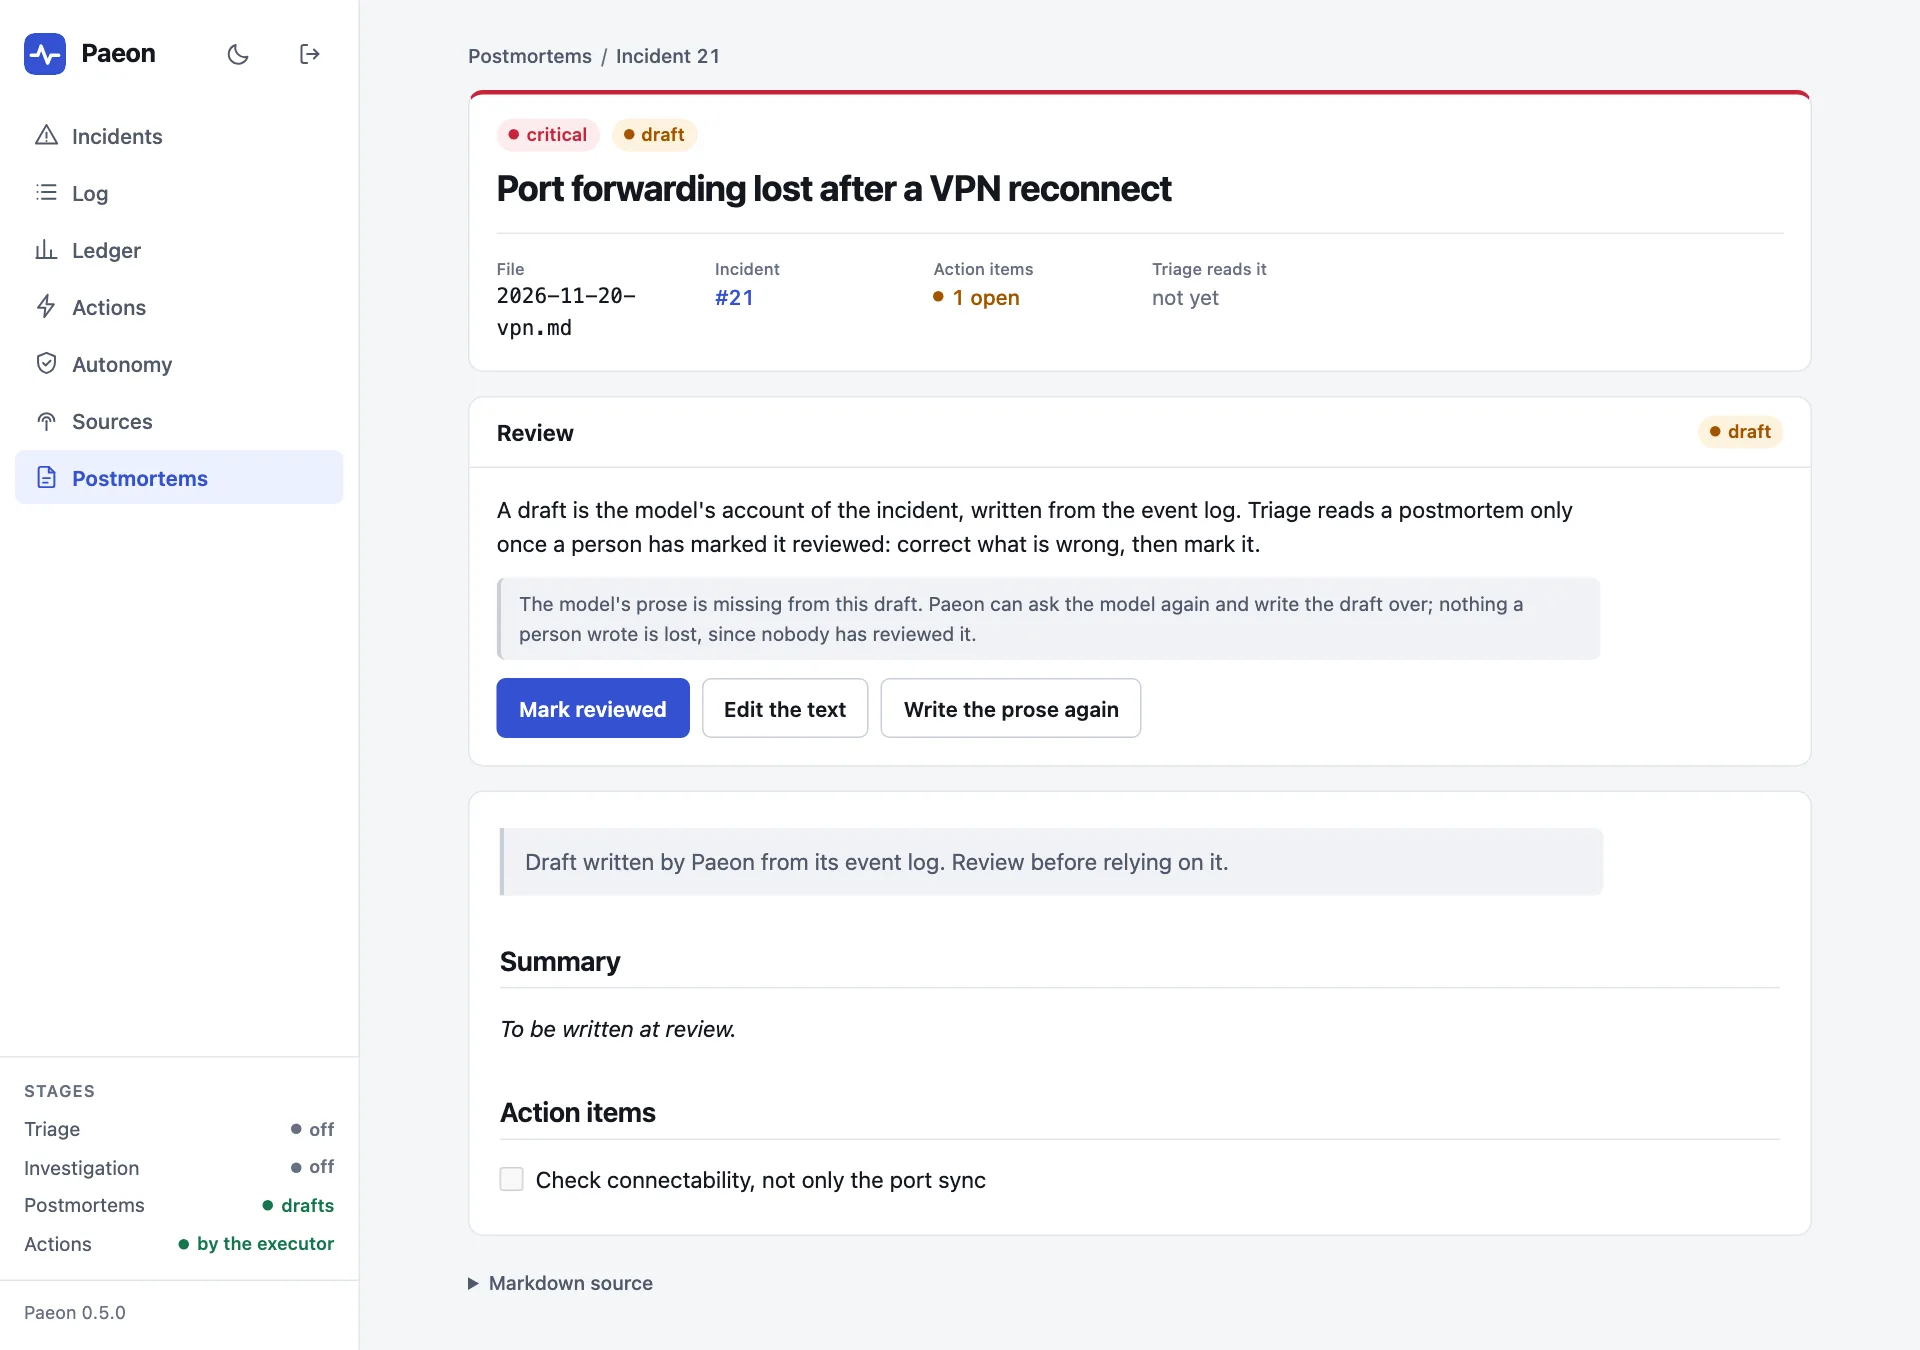 Paeon
Incidents
Log
Ledger
Actions
Autonomy
Sources
Postmortems
STAGES
Triage off
Investigation off
Postmortems drafts
Actions by the executor
Paeon 0.5.0
Postmortems / Incident 21
critical draft
Port forwarding lost after a VPN reconnect
File Incident Action items Triage reads it
2026-11-20- #21 1 open not yet
vpn.md
Review draft
A draft is the model's account of the incident, written from the event log. Triage reads a postmortem only
once a person has marked it reviewed: correct what is wrong, then mark it.
The model's prose is missing from this draft. Paeon can ask the model again and write the draft over; nothing a
person wrote is lost, since nobody has reviewed it.
Mark reviewed Edit the text Write the prose again
Draft written by Paeon from its event log. Review before relying on it.
Summary
To be written at review.
Action items
Check connectability, not only the port sync
Markdown source